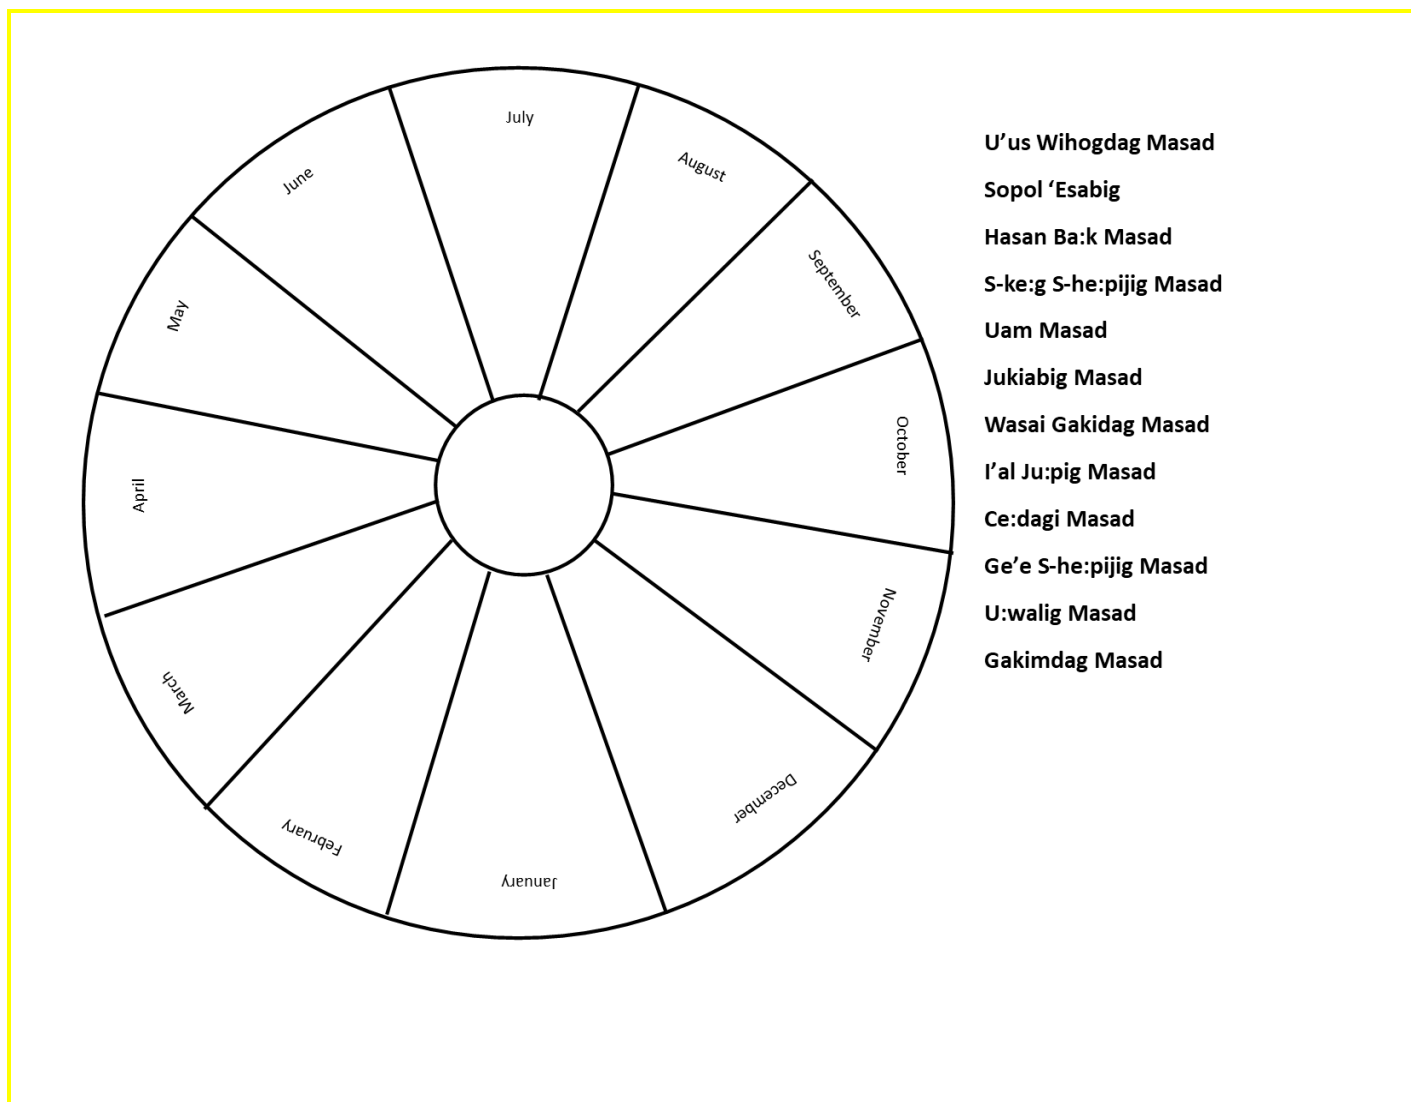 July
August
September
October
November
December
January
February
March
April
May
June
U’us Wihogdag Masad
Sopol ‘Esabig
Hasan Ba:k Masad
S-ke:g S-he:pijig Masad
Uam Masad
Jukiabig Masad
Wasai Gakidag Masad
I’al Ju:pig Masad
Ce:dagi Masad
Ge’e S-he:pijig Masad
U:walig Masad
Gakimdag Masad